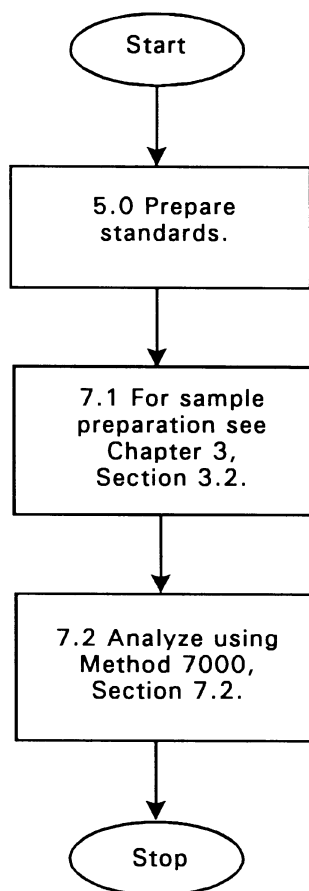 Start
5.0 Prepare
standards.
7.1 For sample
preparation see
Chapter 3,
Section 3.2.
7.2 Analyze using
Method 7000,
Section 7.2.
Stop